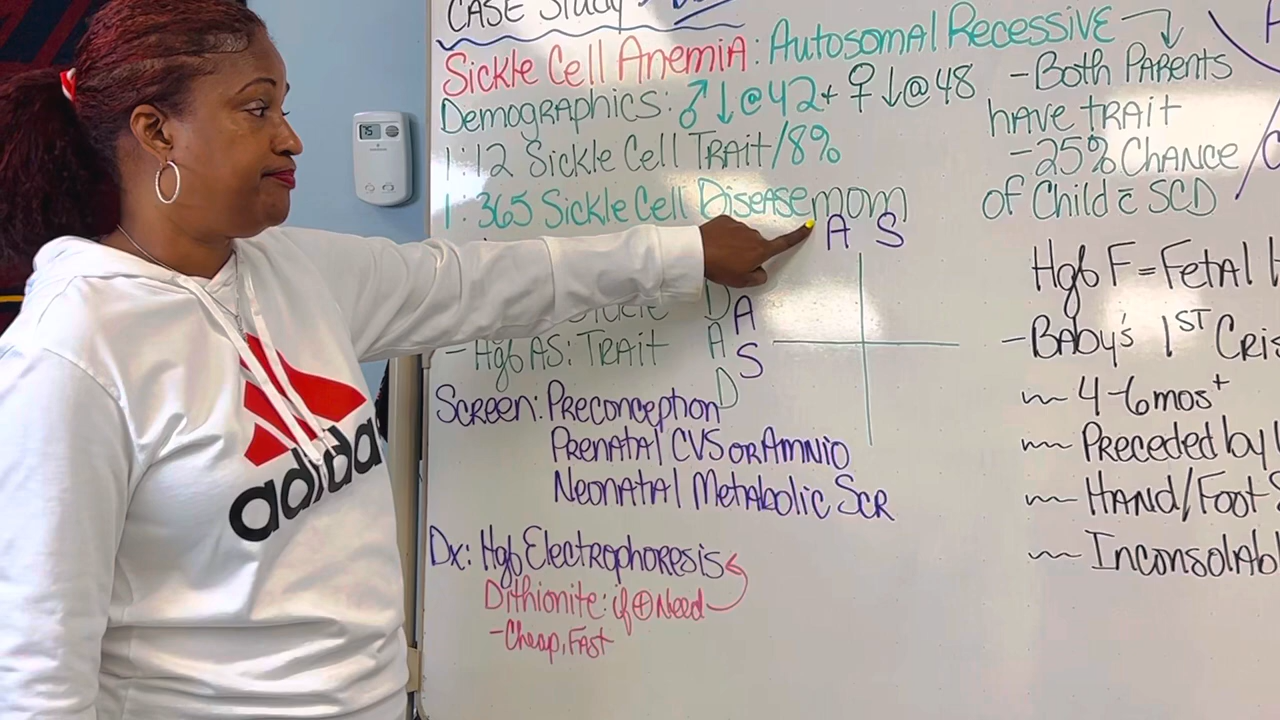 CASE Study
Sickle Cell Anemia: Autosomal Recessive
Demographics: ♂↓@42+ ♀↓@48
1:12 Sickle Cell Trait/8%
1:365 Sickle Cell Disease
mom
A S
D A
A S
D
- Hgb AS: Trait
Screen: Preconception
Prenatal CVS or Amnio
Neonatal Metabolic Scr
Dx: Hgb Electrophoresis
Dithionite: if ⊕ Need
- Cheap, Fast
- Both Parents
have trait
- 25% Chance
of Child c̄ SCD
Hgb F = Fetal
- Baby's 1ST
4-6mos+
Preceded by
Hand/Foot
75
adidas